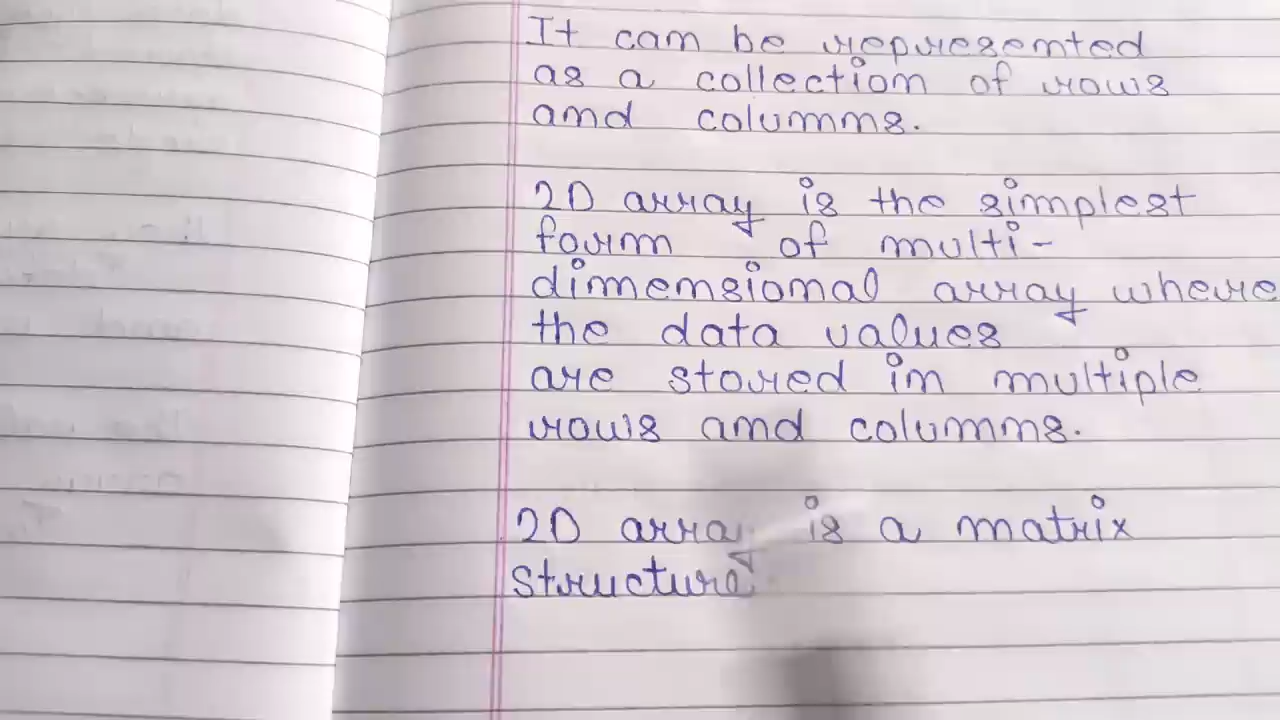 It can be represented
as a collection of rows
and columns.
2D array is the simplest
form of multi-
dimensional array where
the data values
are stored in multiple
rows and columns.
2D array is a matrix
structure